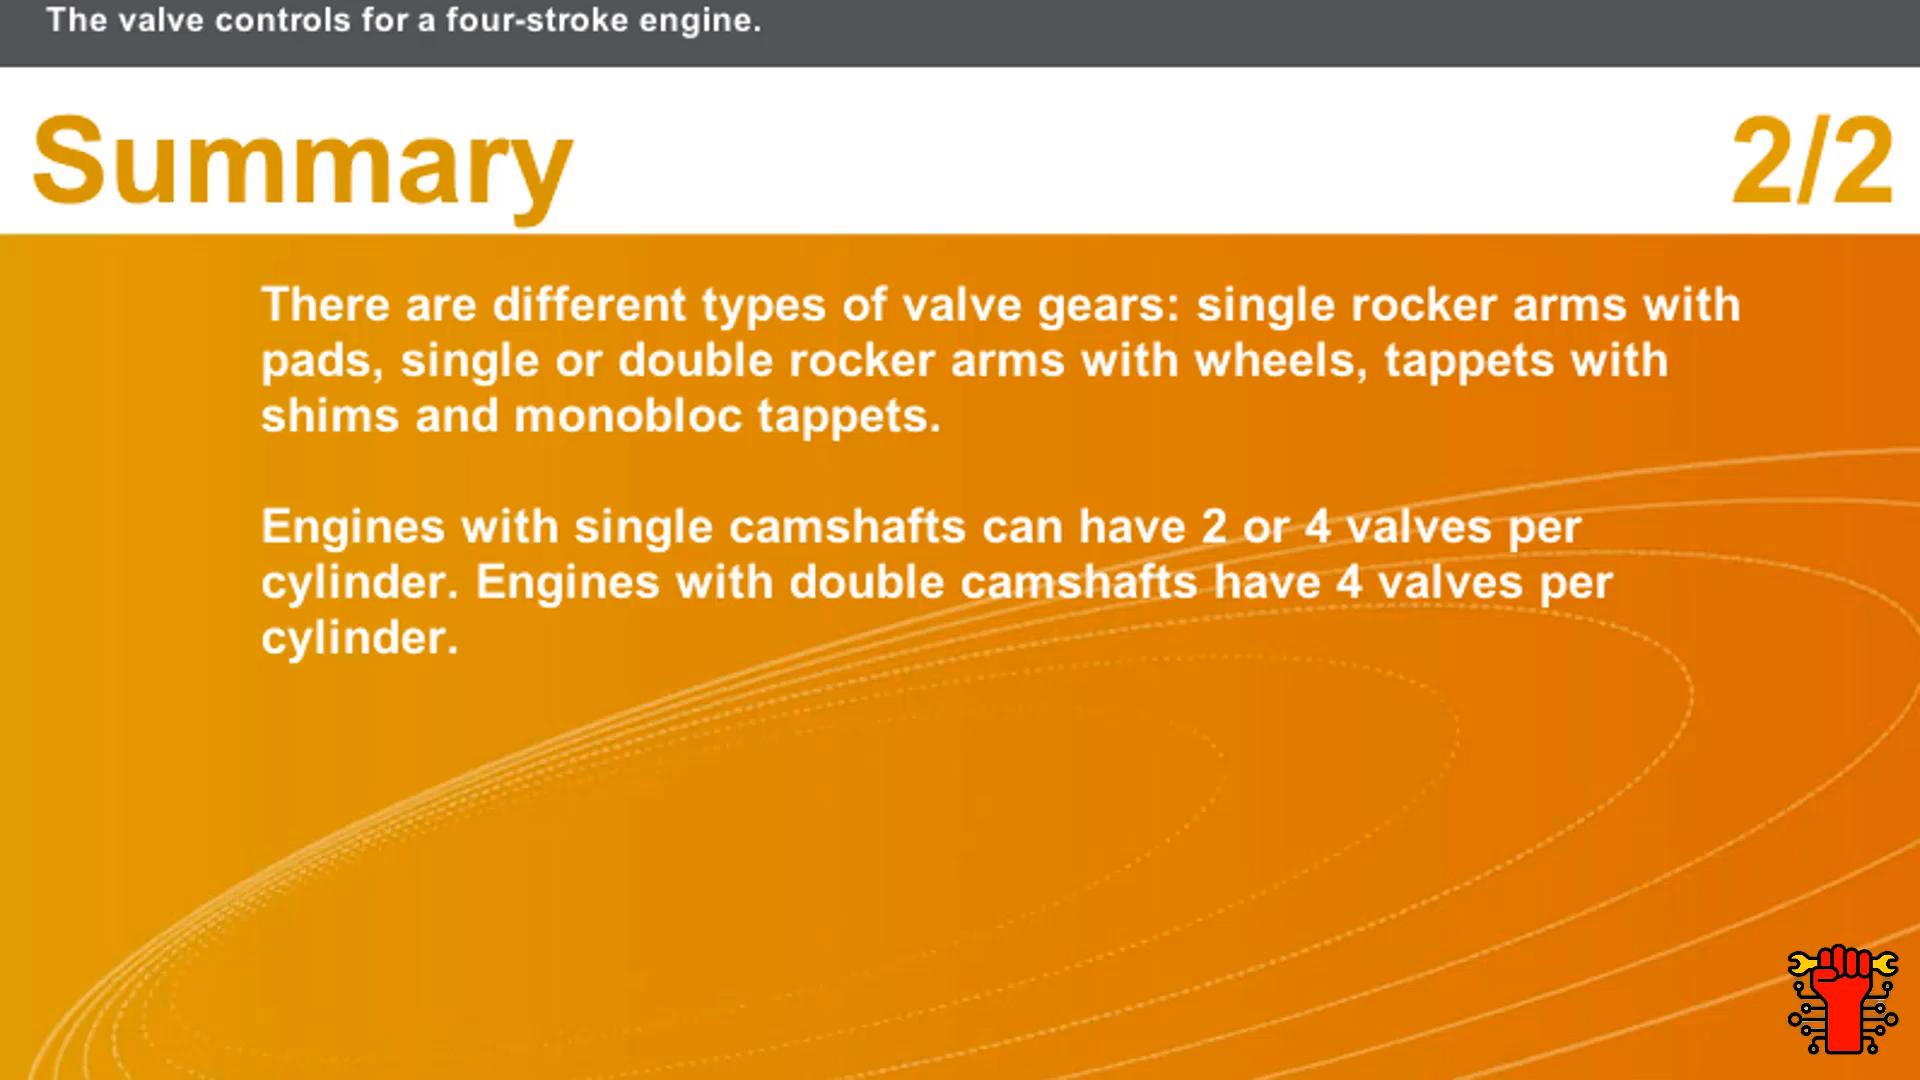 The valve controls for a four-stroke engine.
Summary
2/2
There are different types of valve gears: single rocker arms with
pads, single or double rocker arms with wheels, tappets with
shims and monobloc tappets.
Engines with single camshafts can have 2 or 4 valves per
cylinder. Engines with double camshafts have 4 valves per
cylinder.